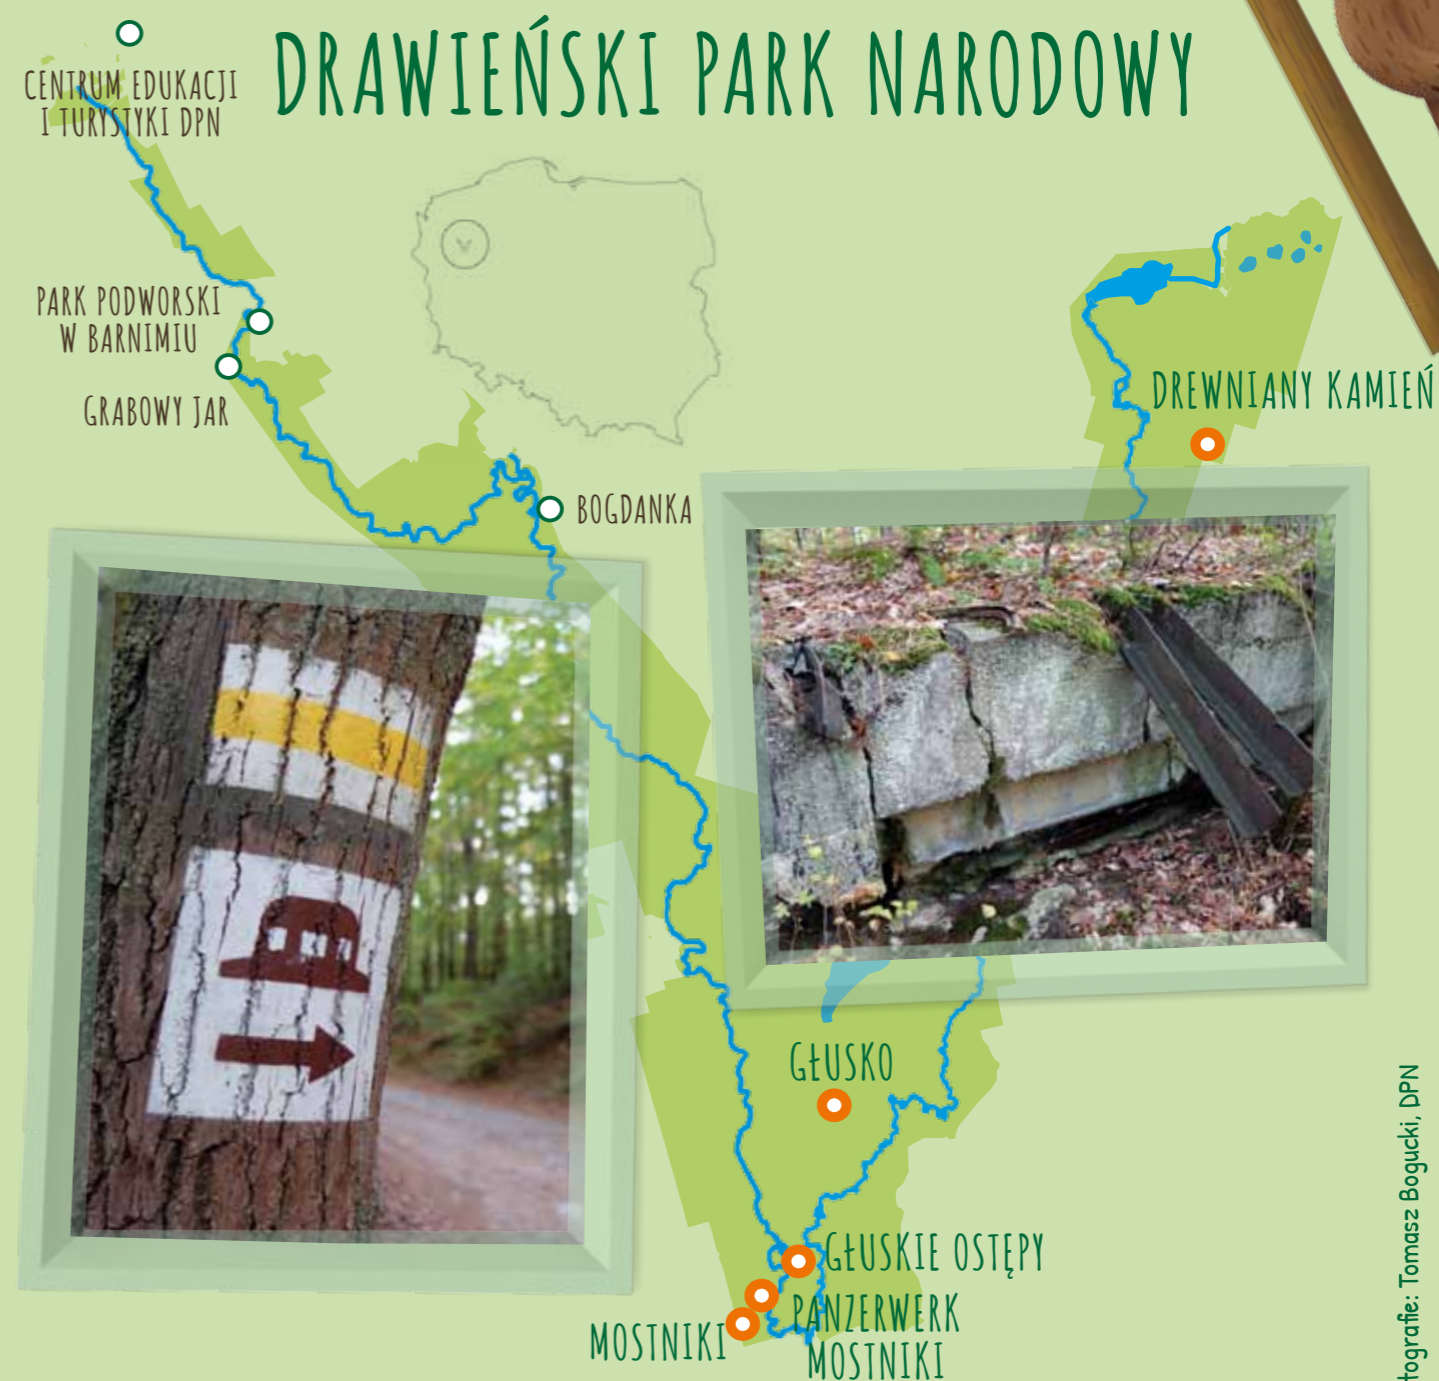 DRAWIEŃSKI PARK NARODOWY
CENTRUM EDUKACJI
I TURYSTYKI DPN
PARK PODWORSKI
W BARNIMIU
GRABOWY JAR
BOGDANKA
DREWNIANY KAMIEŃ
GŁUSKO
GŁUSKIE OSTĘPY
PANZERWERK
MOSTNIKI
MOSTNIKI
tografie: Tomasz Bogucki, DPN